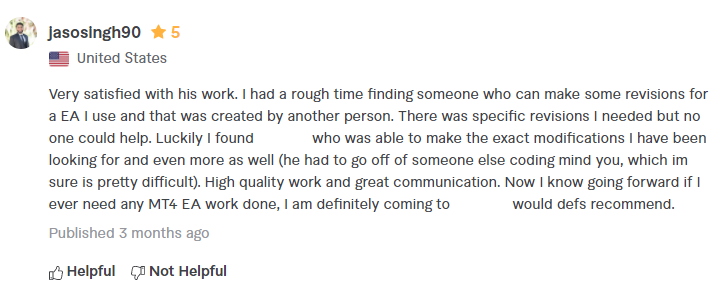 jasosingh90 5
United States
Very satisfied with his work. I had a rough time finding someone who can make some revisions for
a EA I use and that was created by another person. There was specific revisions I needed but no
one could help. Luckily I found who was able to make the exact modifications I have been
looking for and even more as well (he had to go off of someone else coding mind you, which im
sure is pretty difficult). High quality work and great communication. Now I know going forward if I
ever need any MT4 EA work done, I am definitely coming to would defs recommend.
Published 3 months ago
Helpful Not Helpful